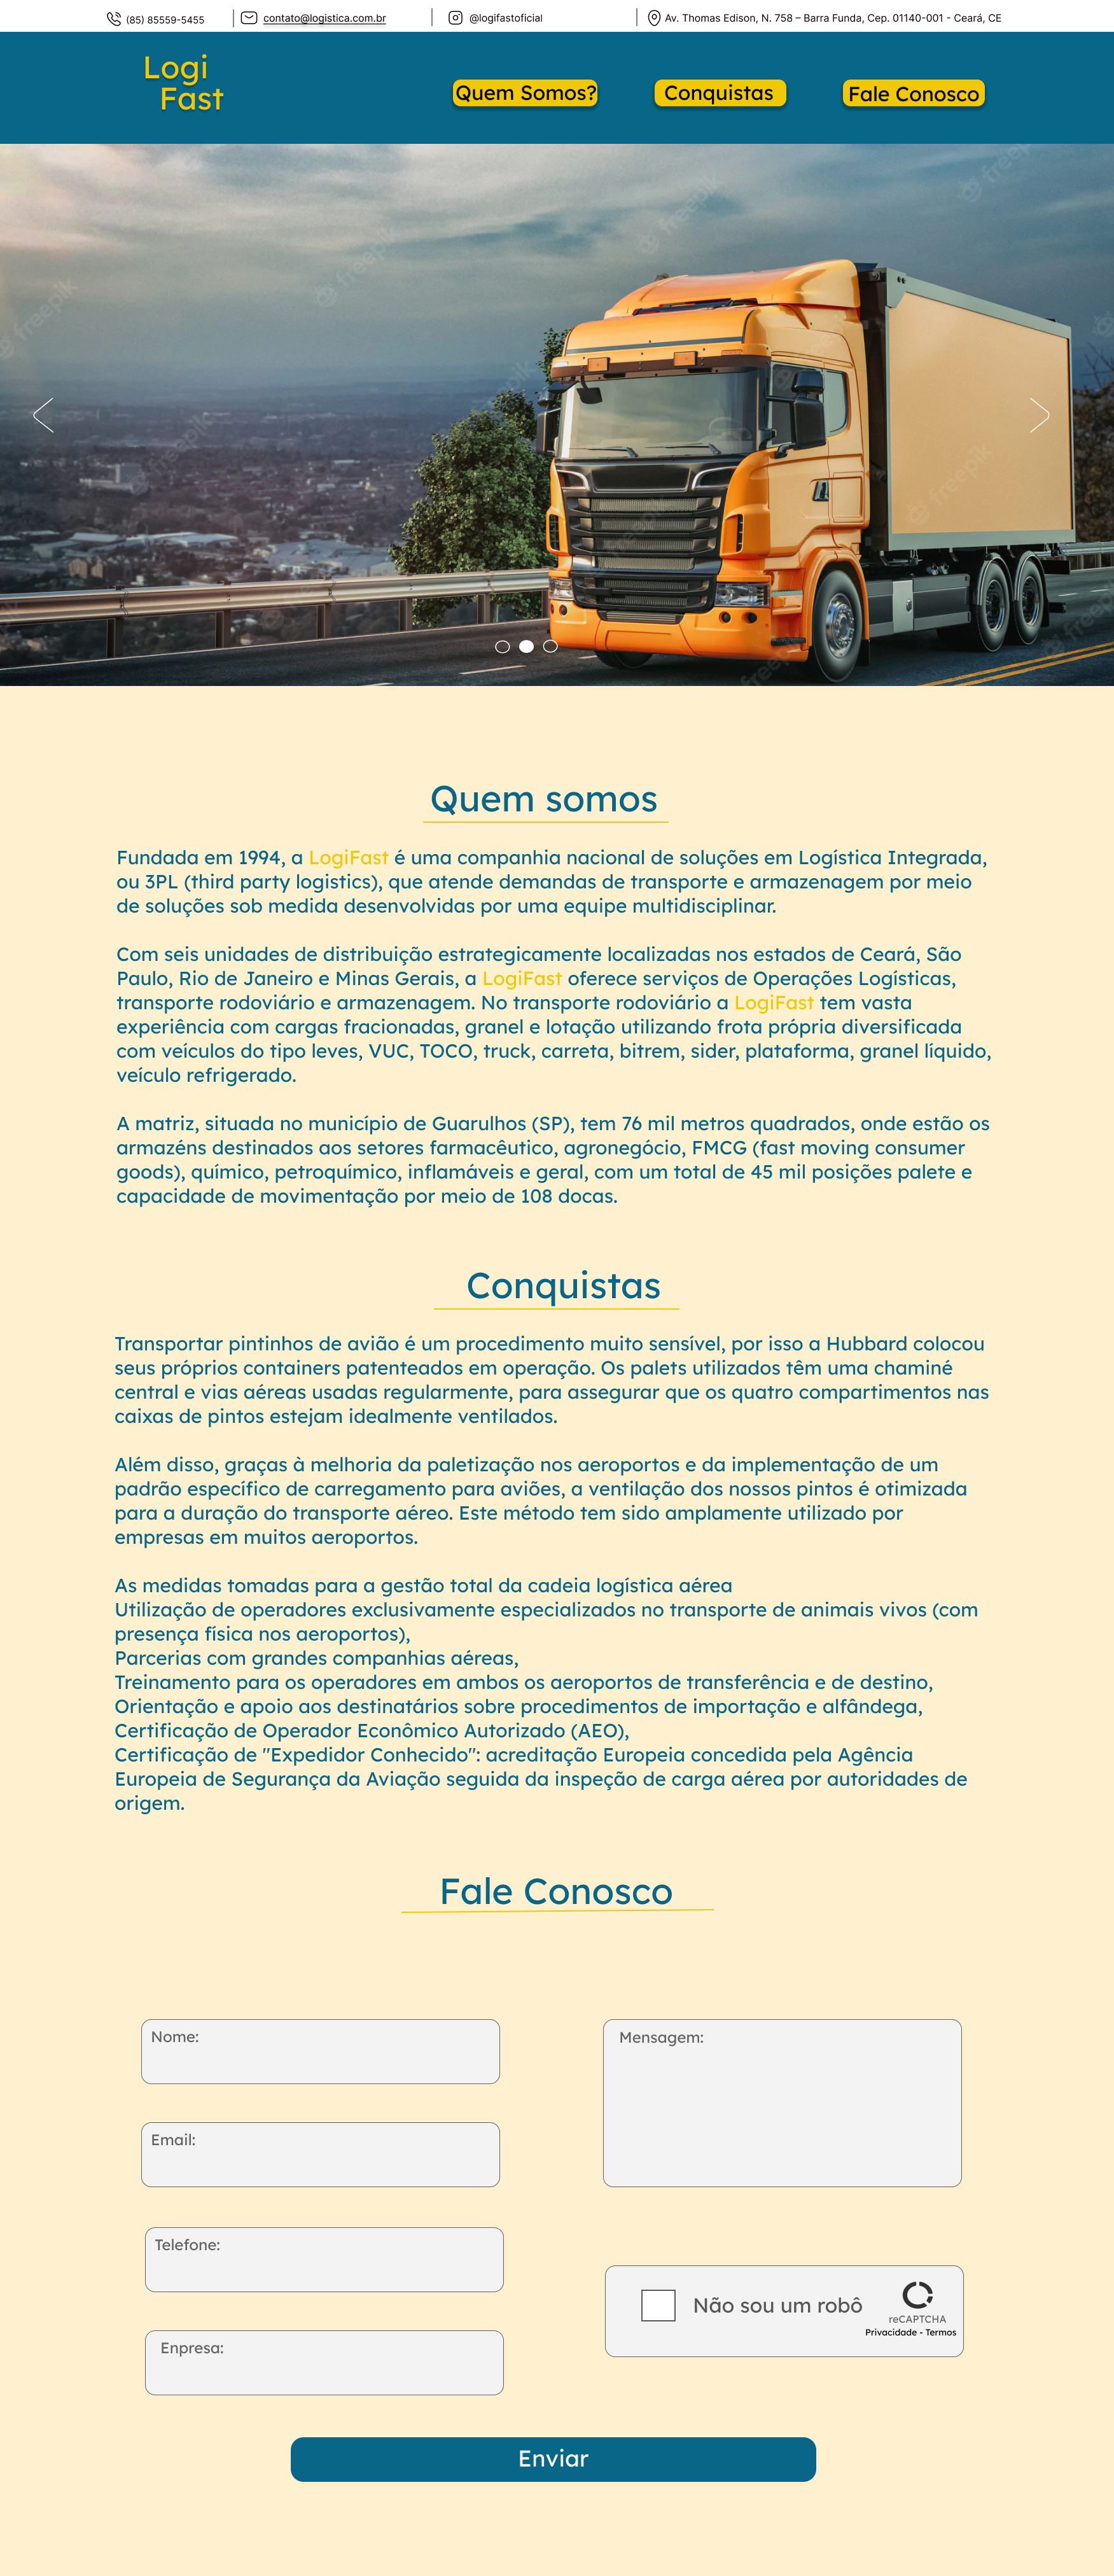 (85) 85559-5455
contato@logistica.com.br
@logifastoficial
Av. Thomas Edison, N. 758 – Barra Funda, Cep. 01140-001 - Ceará, CE
Logi
Fast
Quem Somos?
Conquistas
Fale Conosco
freepik
freepik
freepik
freepik
freepik
freepik
Quem somos
Fundada em 1994, a LogiFast é uma companhia nacional de soluções em Logística Integrada,
ou 3PL (third party logistics), que atende demandas de transporte e armazenagem por meio
de soluções sob medida desenvolvidas por uma equipe multidisciplinar.
Com seis unidades de distribuição estrategicamente localizadas nos estados de Ceará, São
Paulo, Rio de Janeiro e Minas Gerais, a LogiFast oferece serviços de Operações Logísticas,
transporte rodoviário e armazenagem. No transporte rodoviário a LogiFast tem vasta
experiência com cargas fracionadas, granel e lotação utilizando frota própria diversificada
com veículos do tipo leves, VUC, TOCO, truck, carreta, bitrem, sider, plataforma, granel líquido,
veículo refrigerado.
A matriz, situada no município de Guarulhos (SP), tem 76 mil metros quadrados, onde estão os
armazéns destinados aos setores farmacêutico, agronegócio, FMCG (fast moving consumer
goods), químico, petroquímico, inflamáveis e geral, com um total de 45 mil posições palete e
capacidade de movimentação por meio de 108 docas.
Conquistas
Transportar pintinhos de avião é um procedimento muito sensível, por isso a Hubbard colocou
seus próprios containers patenteados em operação. Os palets utilizados têm uma chaminé
central e vias aéreas usadas regularmente, para assegurar que os quatro compartimentos nas
caixas de pintos estejam idealmente ventilados.
Além disso, graças à melhoria da paletização nos aeroportos e da implementação de um
padrão específico de carregamento para aviões, a ventilação dos nossos pintos é otimizada
para a duração do transporte aéreo. Este método tem sido amplamente utilizado por
empresas em muitos aeroportos.
As medidas tomadas para a gestão total da cadeia logística aérea
Utilização de operadores exclusivamente especializados no transporte de animais vivos (com
presença física nos aeroportos),
Parcerias com grandes companhias aéreas,
Treinamento para os operadores em ambos os aeroportos de transferência e de destino,
Orientação e apoio aos destinatários sobre procedimentos de importação e alfândega,
Certificação de Operador Econômico Autorizado (AEO),
Certificação de "Expedidor Conhecido": acreditação Europeia concedida pela Agência
Europeia de Segurança da Aviação seguida da inspeção de carga aérea por autoridades de
origem.
Fale Conosco
Nome:
Mensagem:
Email:
Telefone:
Não sou um robô
reCAPTCHA
Privacidade - Termos
Enpresa:
Enviar